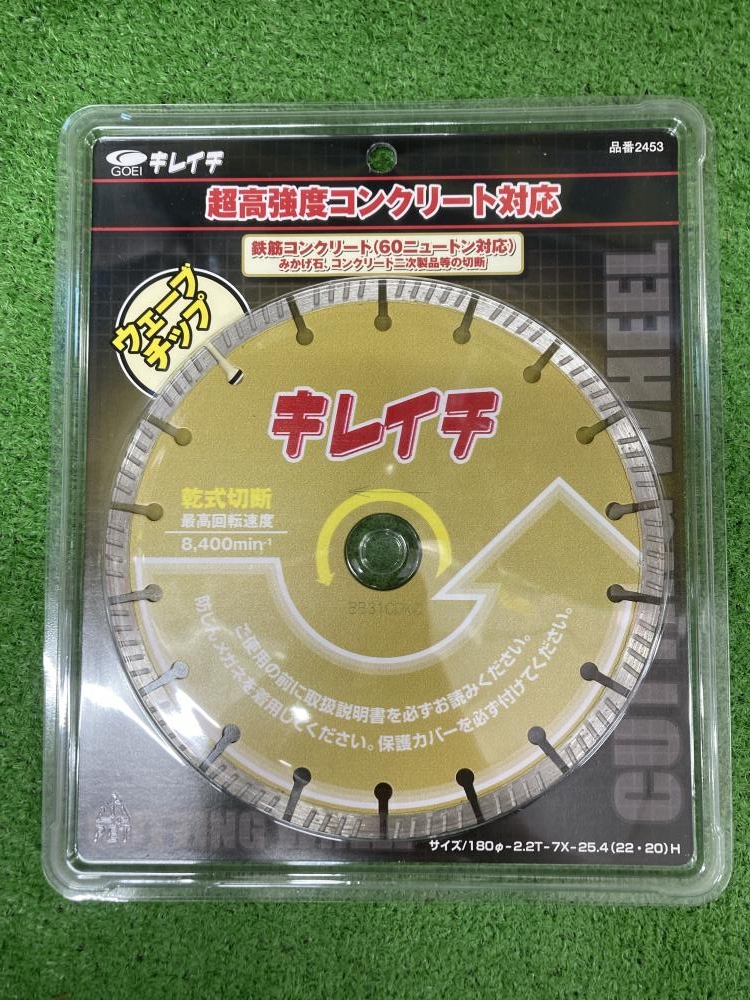 GOEI キレイチ
品番2453
超高強度コンクリート対応
鉄筋コンクリート(60ニュートン対応)
みかげ石、コンクリート二次製品等の切断
ウェーブ
チップ
キレイチ
乾式切断
最高回転速度
8,400min⁻¹
ご使用の前に取扱説明書を必ずお読みください。
防じんメガネを着用してください。保護カバーを必ず付けてください。
WHEEL
サイズ/180φ-2.2T-7X-25.4(22・20)H